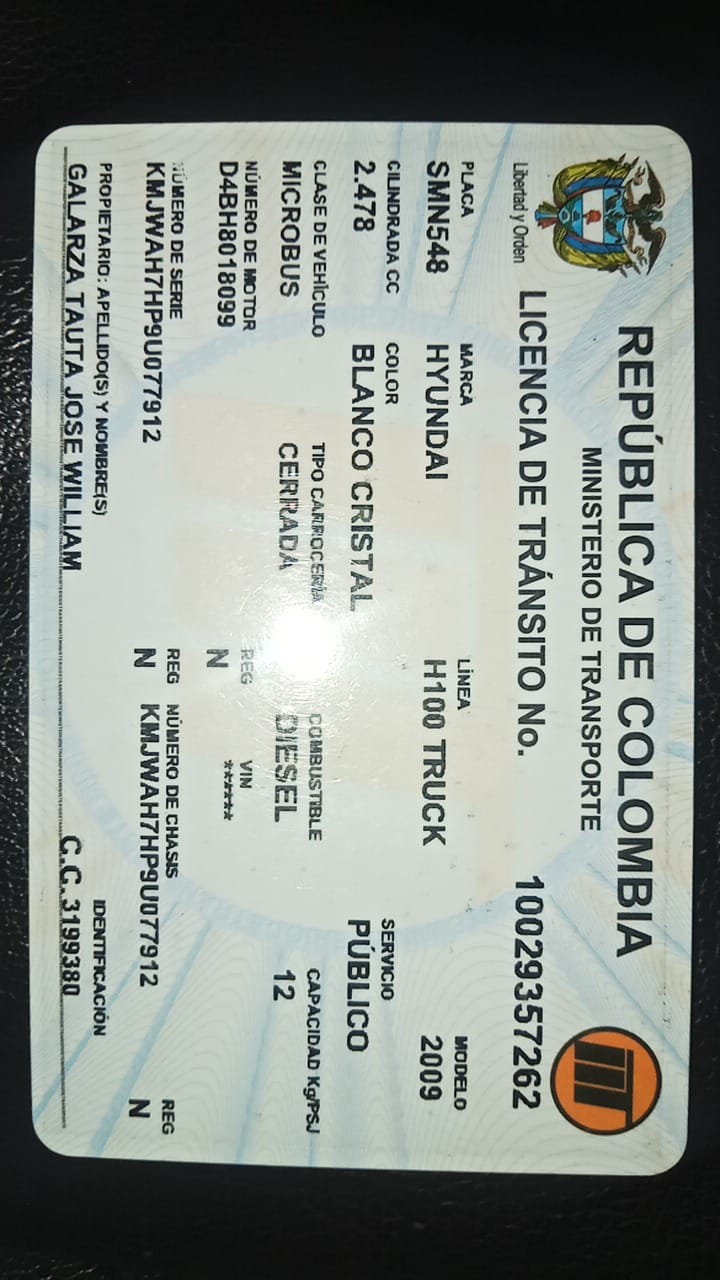 REPÚBLICA DE COLOMBIA
MINISTERIO DE TRANSPORTE
Libertad y Orden
LICENCIA DE TRÁNSITO No. 10029357262
PLACA MARCA LÍNEA MODELO
SMN548 HYUNDAI H100 TRUCK 2009
CILINDRADA CC COLOR SERVICIO
2.478 BLANCO CRISTAL PÚBLICO
CLASE DE VEHÍCULO TIPO CARROCERÍA COMBUSTIBLE CAPACIDAD Kg/PSJ
MICROBUS CERRADA DIESEL 12
NÚMERO DE MOTOR REG VIN
D4BH8018099 N *****
NÚMERO DE SERIE REG NÚMERO DE CHASIS REG
KMJWAH7HP9U077912 N KMJWAH7HP9U077912 N
PROPIETARIO: APELLIDO(S) Y NOMBRE(S) IDENTIFICACIÓN
GALARZA TAUTA JOSE WILLIAM C.C. 3199380